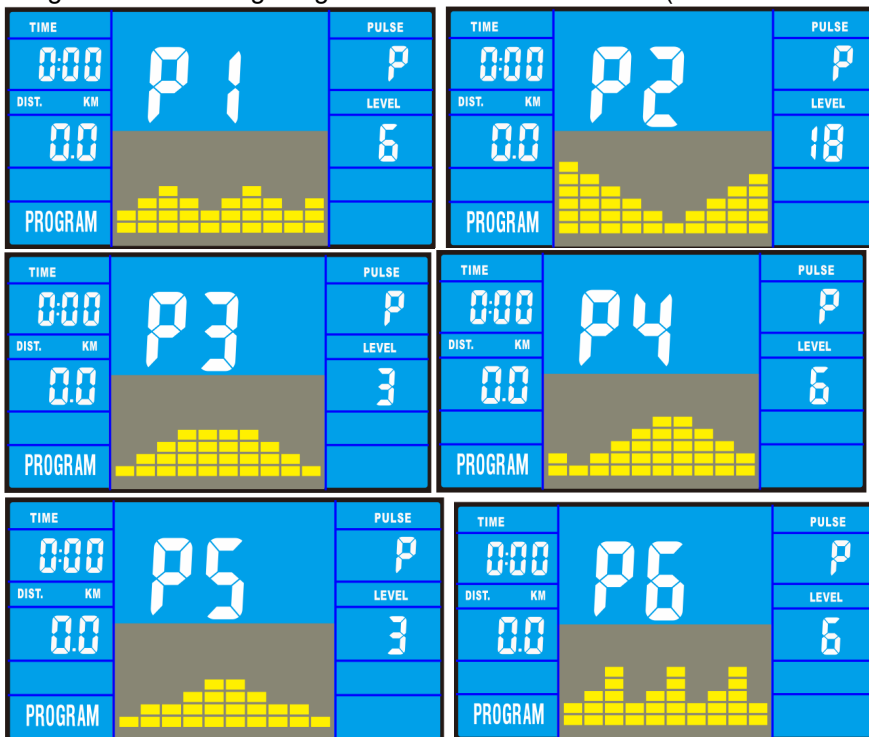 TIME PULSE
0:00 P1 P
DIST. KM LEVEL
0.0 6
PROGRAM
TIME PULSE
0:00 P2 P
DIST. KM LEVEL
0.0 18
PROGRAM
TIME PULSE
0:00 P3 P
DIST. KM LEVEL
0.0 3
PROGRAM
TIME PULSE
0:00 P4 P
DIST. KM LEVEL
0.0 6
PROGRAM
TIME PULSE
0:00 P5 P
DIST. KM LEVEL
0.0 3
PROGRAM
TIME PULSE
0:00 P6 P
DIST. KM LEVEL
0.0 6
PROGRAM